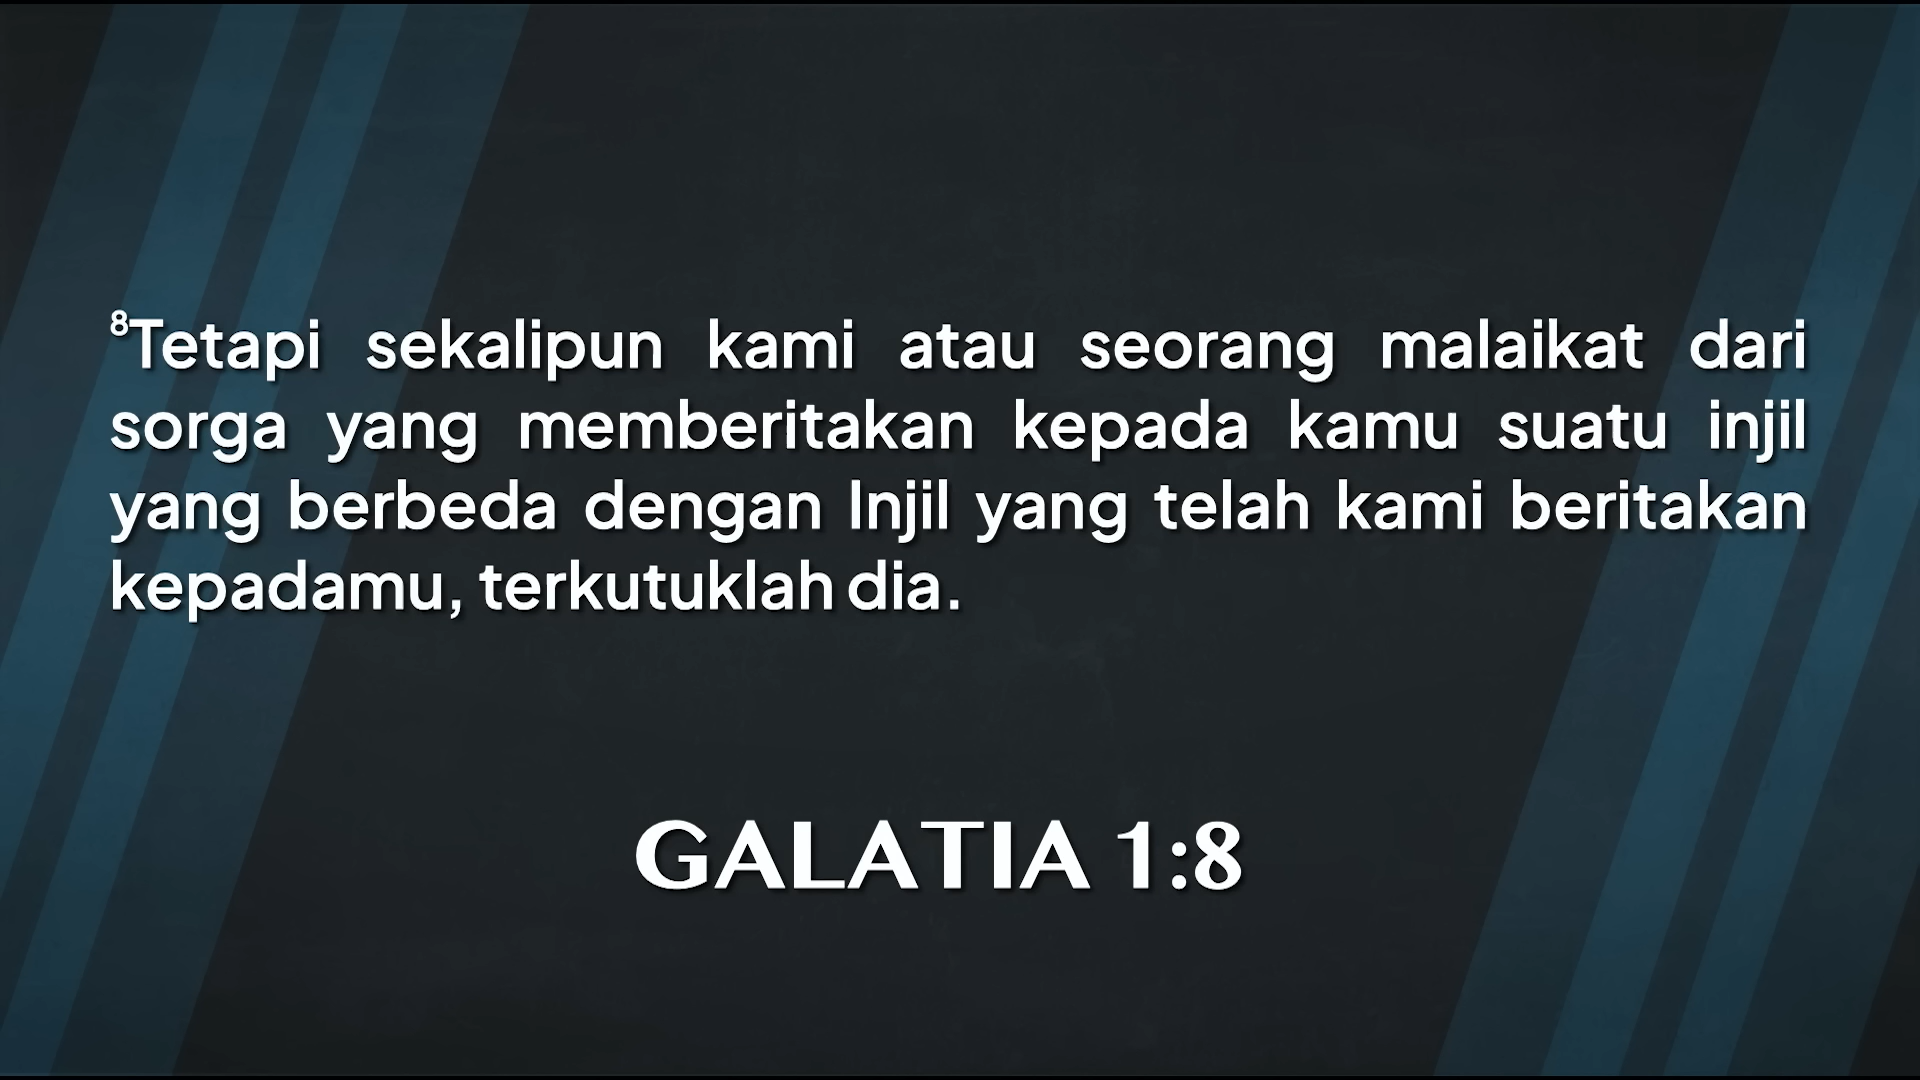 ⁸Tetapi sekalipun kami atau seorang malaikat dari
sorga yang memberitakan kepada kamu suatu injil
yang berbeda dengan Injil yang telah kami beritakan
kepadamu, terkutuklah dia.
GALATIA 1:8